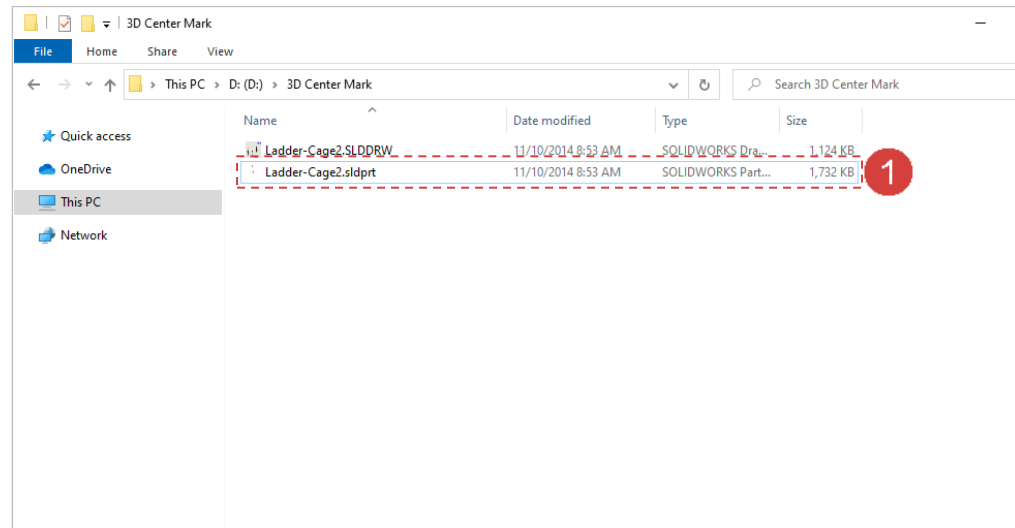 3D Center Mark
File Home Share View
This PC > D: (D:) > 3D Center Mark Search 3D Center Mark
Name Date modified Type Size
Quick access
Ladder-Cage2.SLDDRW 11/10/2014 8:53 AM SOLIDWORKS Dra... 1,124 KB
OneDrive
Ladder-Cage2.sldprt 11/10/2014 8:53 AM SOLIDWORKS Part... 1,732 KB 1
This PC
Network